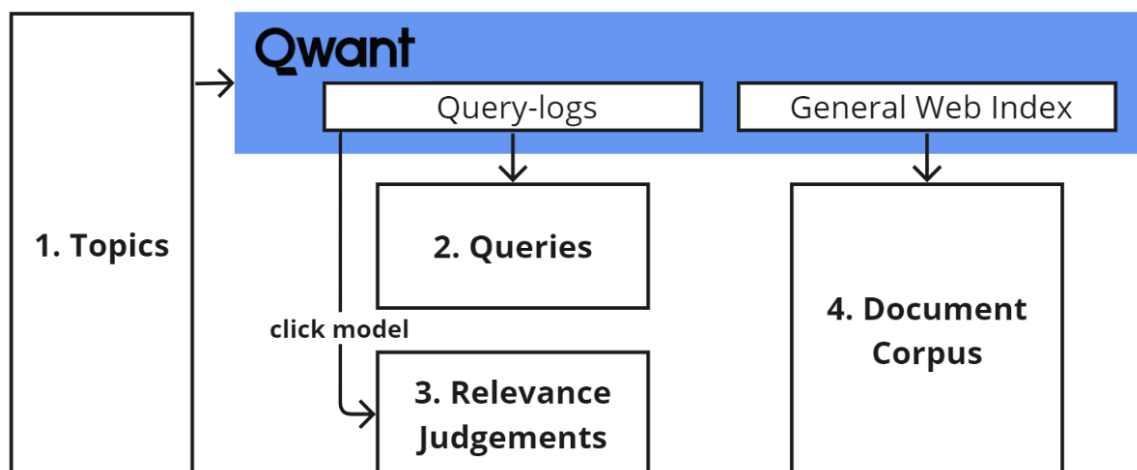 Qwant
Query-logs
General Web Index
1. Topics
2. Queries
click model
3. Relevance
Judgements
4. Document
Corpus